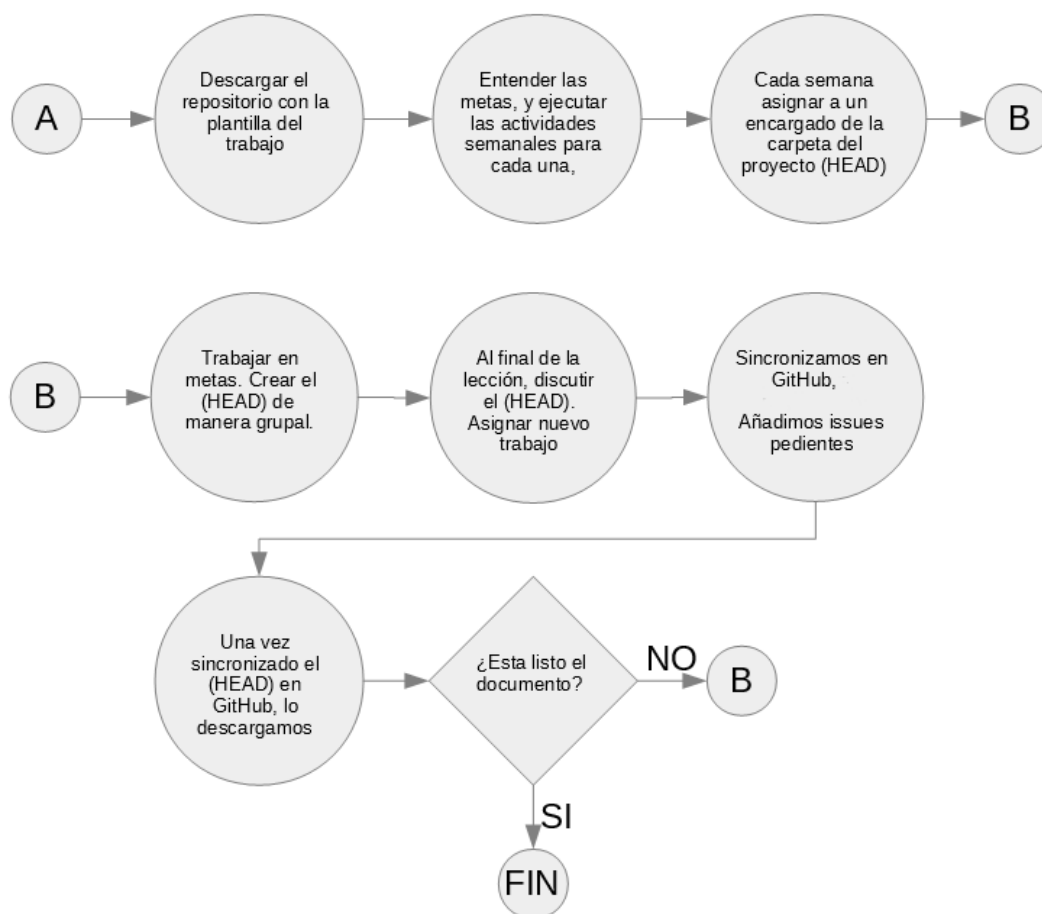 A
Descargar el
repositorio con la
plantilla del
trabajo
Entender las
metas, y ejecutar
las actividades
semanales para
cada una,
Cada semana
asignar a un
encargado de la
carpeta del
proyecto (HEAD)
B
B
Trabajar en
metas. Crear el
(HEAD) de
manera grupal.
Al final de la
lección, discutir
el (HEAD).
Asignar nuevo
trabajo
Sincronizamos en
GitHub,
Añadimos issues
pedientes
Una vez
sincronizado el
(HEAD) en
GitHub, lo
descargamos
¿Esta listo el
documento?
NO
B
SI
FIN